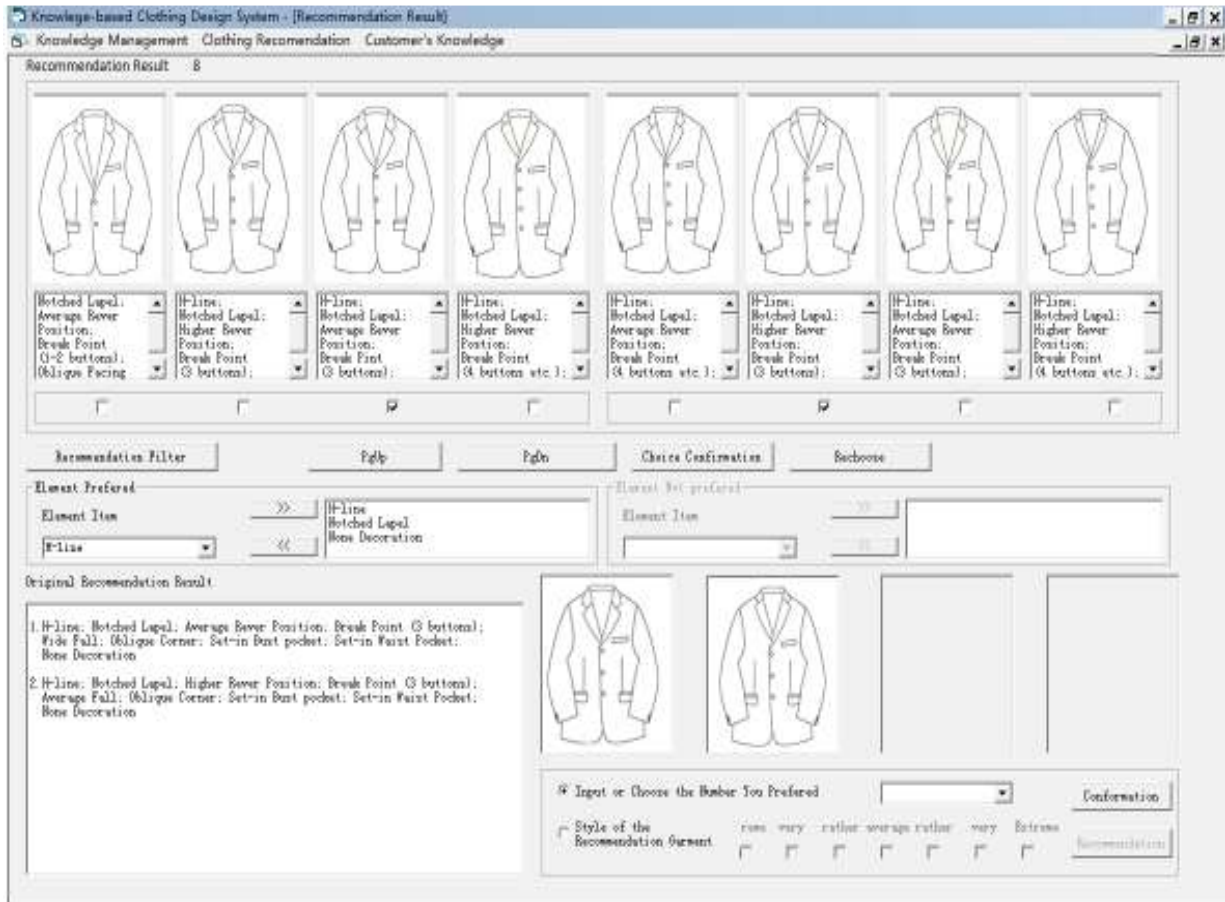 Knowlege-based Clothing Design System - [Recommendation Result]
Knowledge Management Clothing Recomendation Customer's Knowledge
Recommendation Result 8
Notched Lapel;
Average Rever
Position;
Break Point
(1-2 buttons);
Oblique Facing
H-line;
Notched Lapel;
Higher Rever
Position;
Break Point
(3 buttons);
H-line;
Notched Lapel;
Average Rever
Position;
Break Pint
(3 buttons);
H-line;
Notched Lapel;
Higher Rever
Postion;
Break Point
(4 buttons etc.);
H-line;
Notched Lapel;
Average Rever
Postion;
Break Point
(4 buttons etc.);
H-line;
Notched Lapel;
Higher Rever
Position;
Break Point
(3 buttons);
H-line;
Notched Lapel;
Average Rever
Position;
Break Point
(3 buttons);
H-line;
Notched Lapel;
Higher Rever
Postion;
Break Point
(4 buttons etc.);
Recommendation Filter PgUp PgDn Choice Confirmation Rechoose
Element Prefered
Element Item
>>
<<
H-line
H-line
Notched Lapel
None Decoration
Element Not prefered
Element Item
>>
Original Recommendation Result
1. H-line; Notched Lapel; Average Rever Position; Break Point (3 buttons);
Wide Fall; Oblique Corner; Set-in Bust pocket; Set-in Waist Pocket;
None Decoration
2. H-line; Notched Lapel; Higher Rever Position; Break Point (3 buttons);
Average Fall; Oblique Corner; Set-in Bust pocket; Set-in Waist Pocket;
None Decoration
Input or Choose the Number You Prefered
Conformation
Style of the
Recommendation Garment
very rather average rather very Extreme
Recommendation